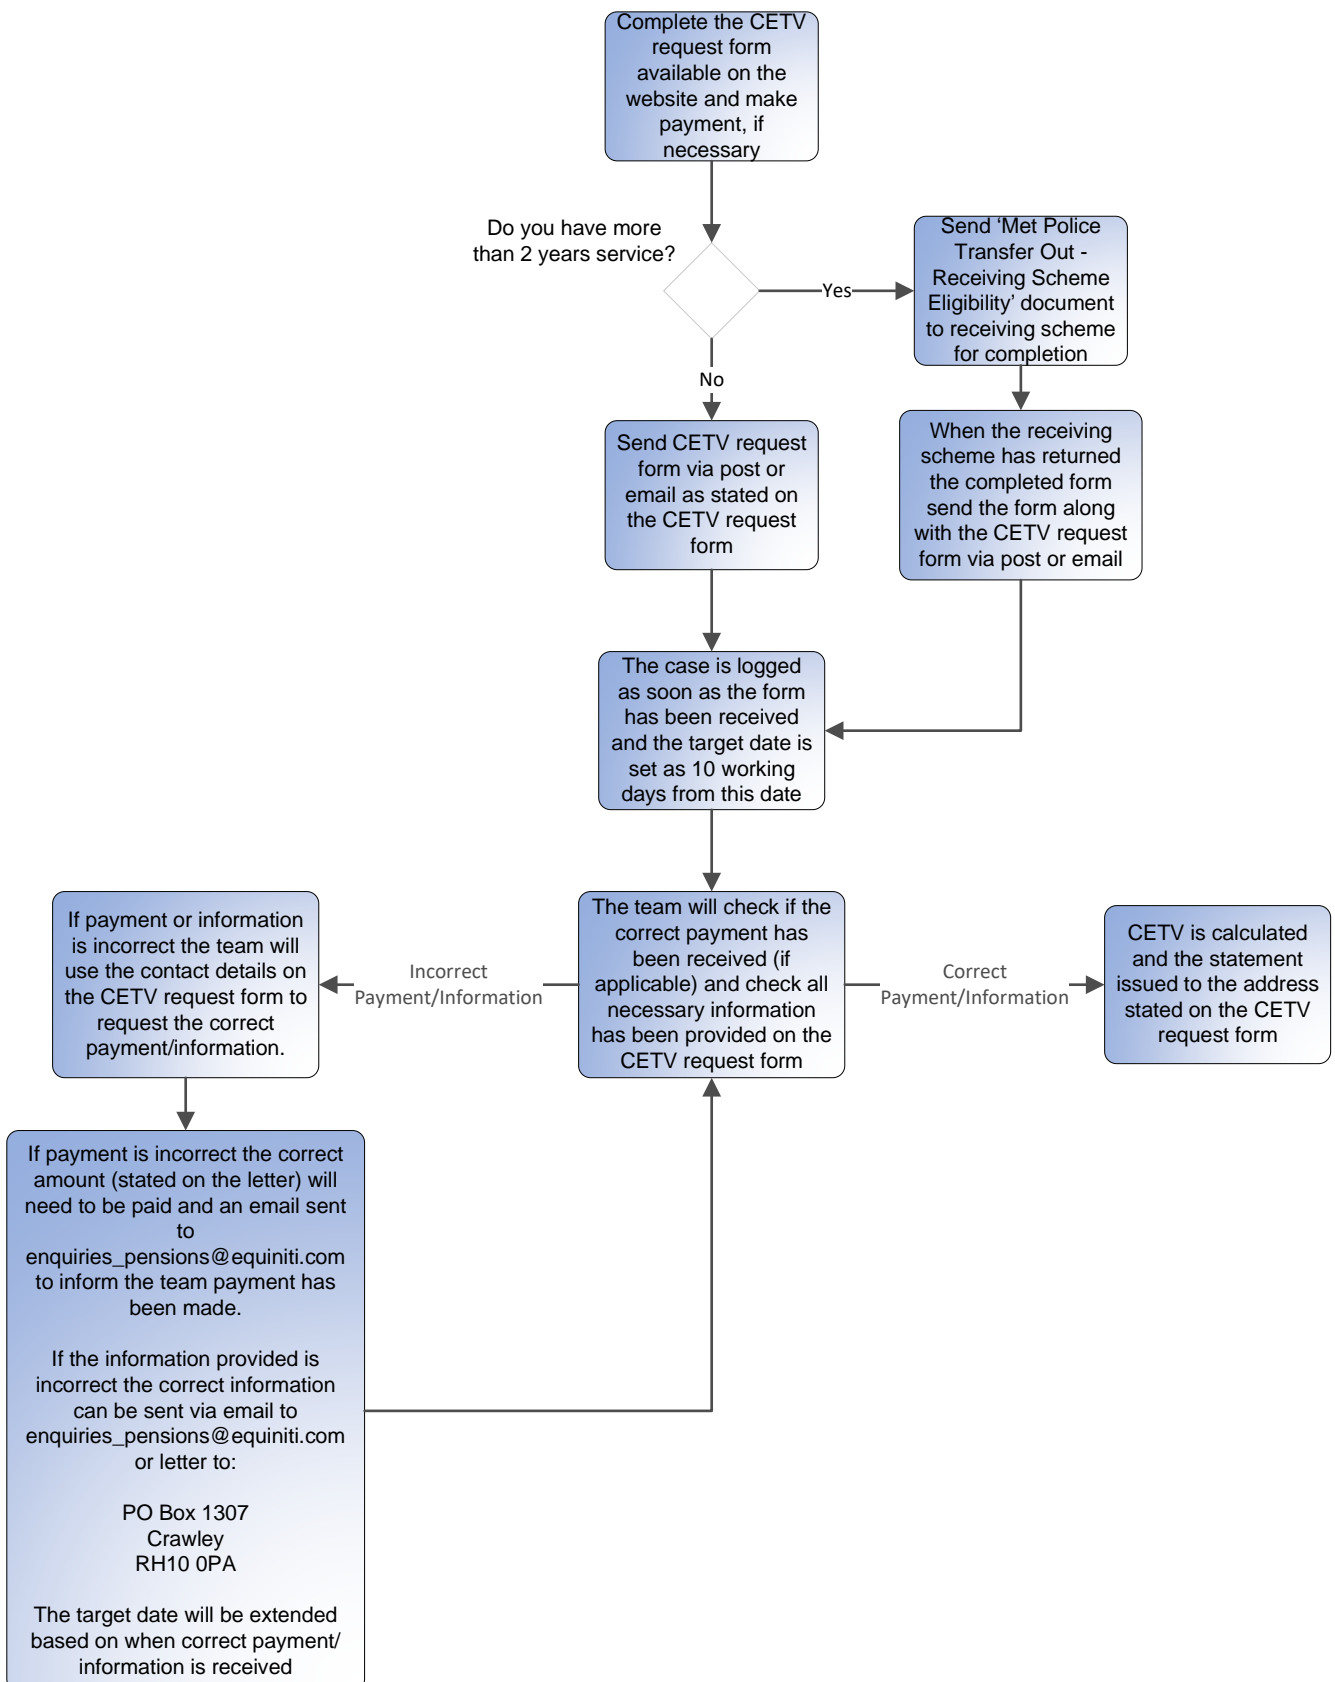 Complete the CETV
request form
available on the
website and make
payment, if
necessary
Do you have more
than 2 years service?
Yes
Send ‘Met Police
Transfer Out -
Receiving Scheme
Eligibility’ document
to receiving scheme
for completion
No
Send CETV request
form via post or
email as stated on
the CETV request
form
When the receiving
scheme has returned
the completed form
send the form along
with the CETV request
form via post or email
The case is logged
as soon as the form
has been received
and the target date is
set as 10 working
days from this date
If payment or information
is incorrect the team will
use the contact details on
the CETV request form to
request the correct
payment/information.
Incorrect
Payment/Information
The team will check if the
correct payment has
been received (if
applicable) and check all
necessary information
has been provided on the
CETV request form
Correct
Payment/Information
CETV is calculated
and the statement
issued to the address
stated on the CETV
request form
If payment is incorrect the correct
amount (stated on the letter) will
need to be paid and an email sent
to
enquiries_pensions@equiniti.com
to inform the team payment has
been made.
If the information provided is
incorrect the correct information
can be sent via email to
enquiries_pensions@equiniti.com
or letter to:
PO Box 1307
Crawley
RH10 0PA
The target date will be extended
based on when correct payment/
information is received